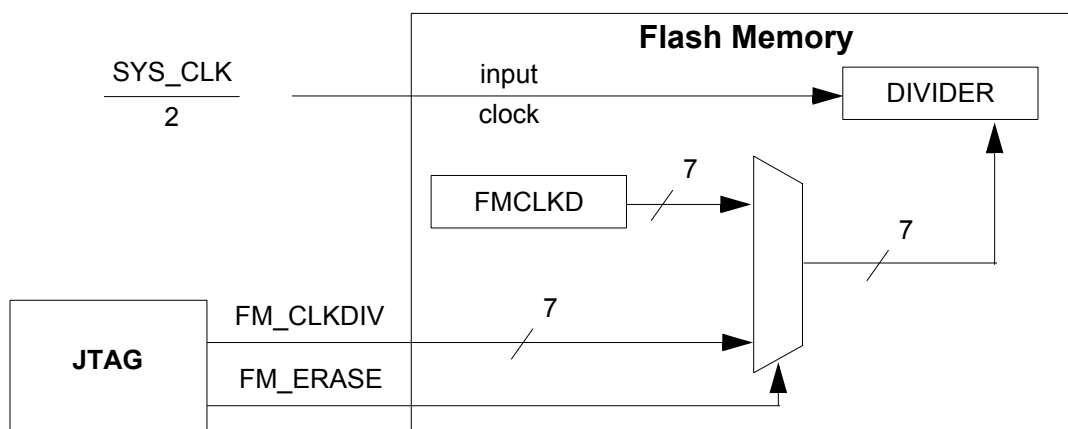 Flash Memory
SYS_CLK
2
input
clock
DIVIDER
7
FMCLKD
7
FM_CLKDIV
7
JTAG
FM_ERASE